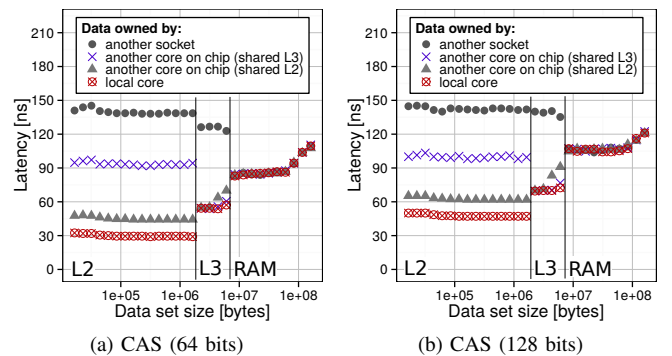 Latency [ns]
210
180
150
120
90
60
30
0
Data owned by:
another socket
another core on chip (shared L3)
another core on chip (shared L2)
local core
L2
L3
RAM
1e+05
1e+06
1e+07
1e+08
Data set size [bytes]
(a) CAS (64 bits)
Latency [ns]
210
180
150
120
90
60
30
0
Data owned by:
another socket
another core on chip (shared L3)
another core on chip (shared L2)
local core
L2
L3
RAM
1e+05
1e+06
1e+07
1e+08
Data set size [bytes]
(b) CAS (128 bits)